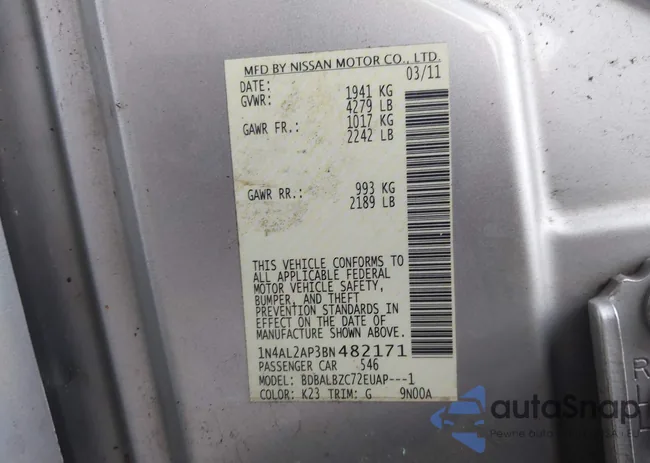 MFD BY NISSAN MOTOR CO., LTD.
DATE: 03/11
GVWR: 1941 KG
4279 LB
GAWR FR.: 1017 KG
2242 LB
GAWR RR.: 993 KG
2189 LB
THIS VEHICLE CONFORMS TO
ALL APPLICABLE FEDERAL
MOTOR VEHICLE SAFETY,
BUMPER, AND THEFT
PREVENTION STANDARDS IN
EFFECT ON THE DATE OF
MANUFACTURE SHOWN ABOVE.
1N4AL2AP3BN482171
PASSENGER CAR 546
MODEL: BDBALBZC72EUAP---1
COLOR: K23 TRIM: G 9N00A
R
autoSnap
Pewne auto